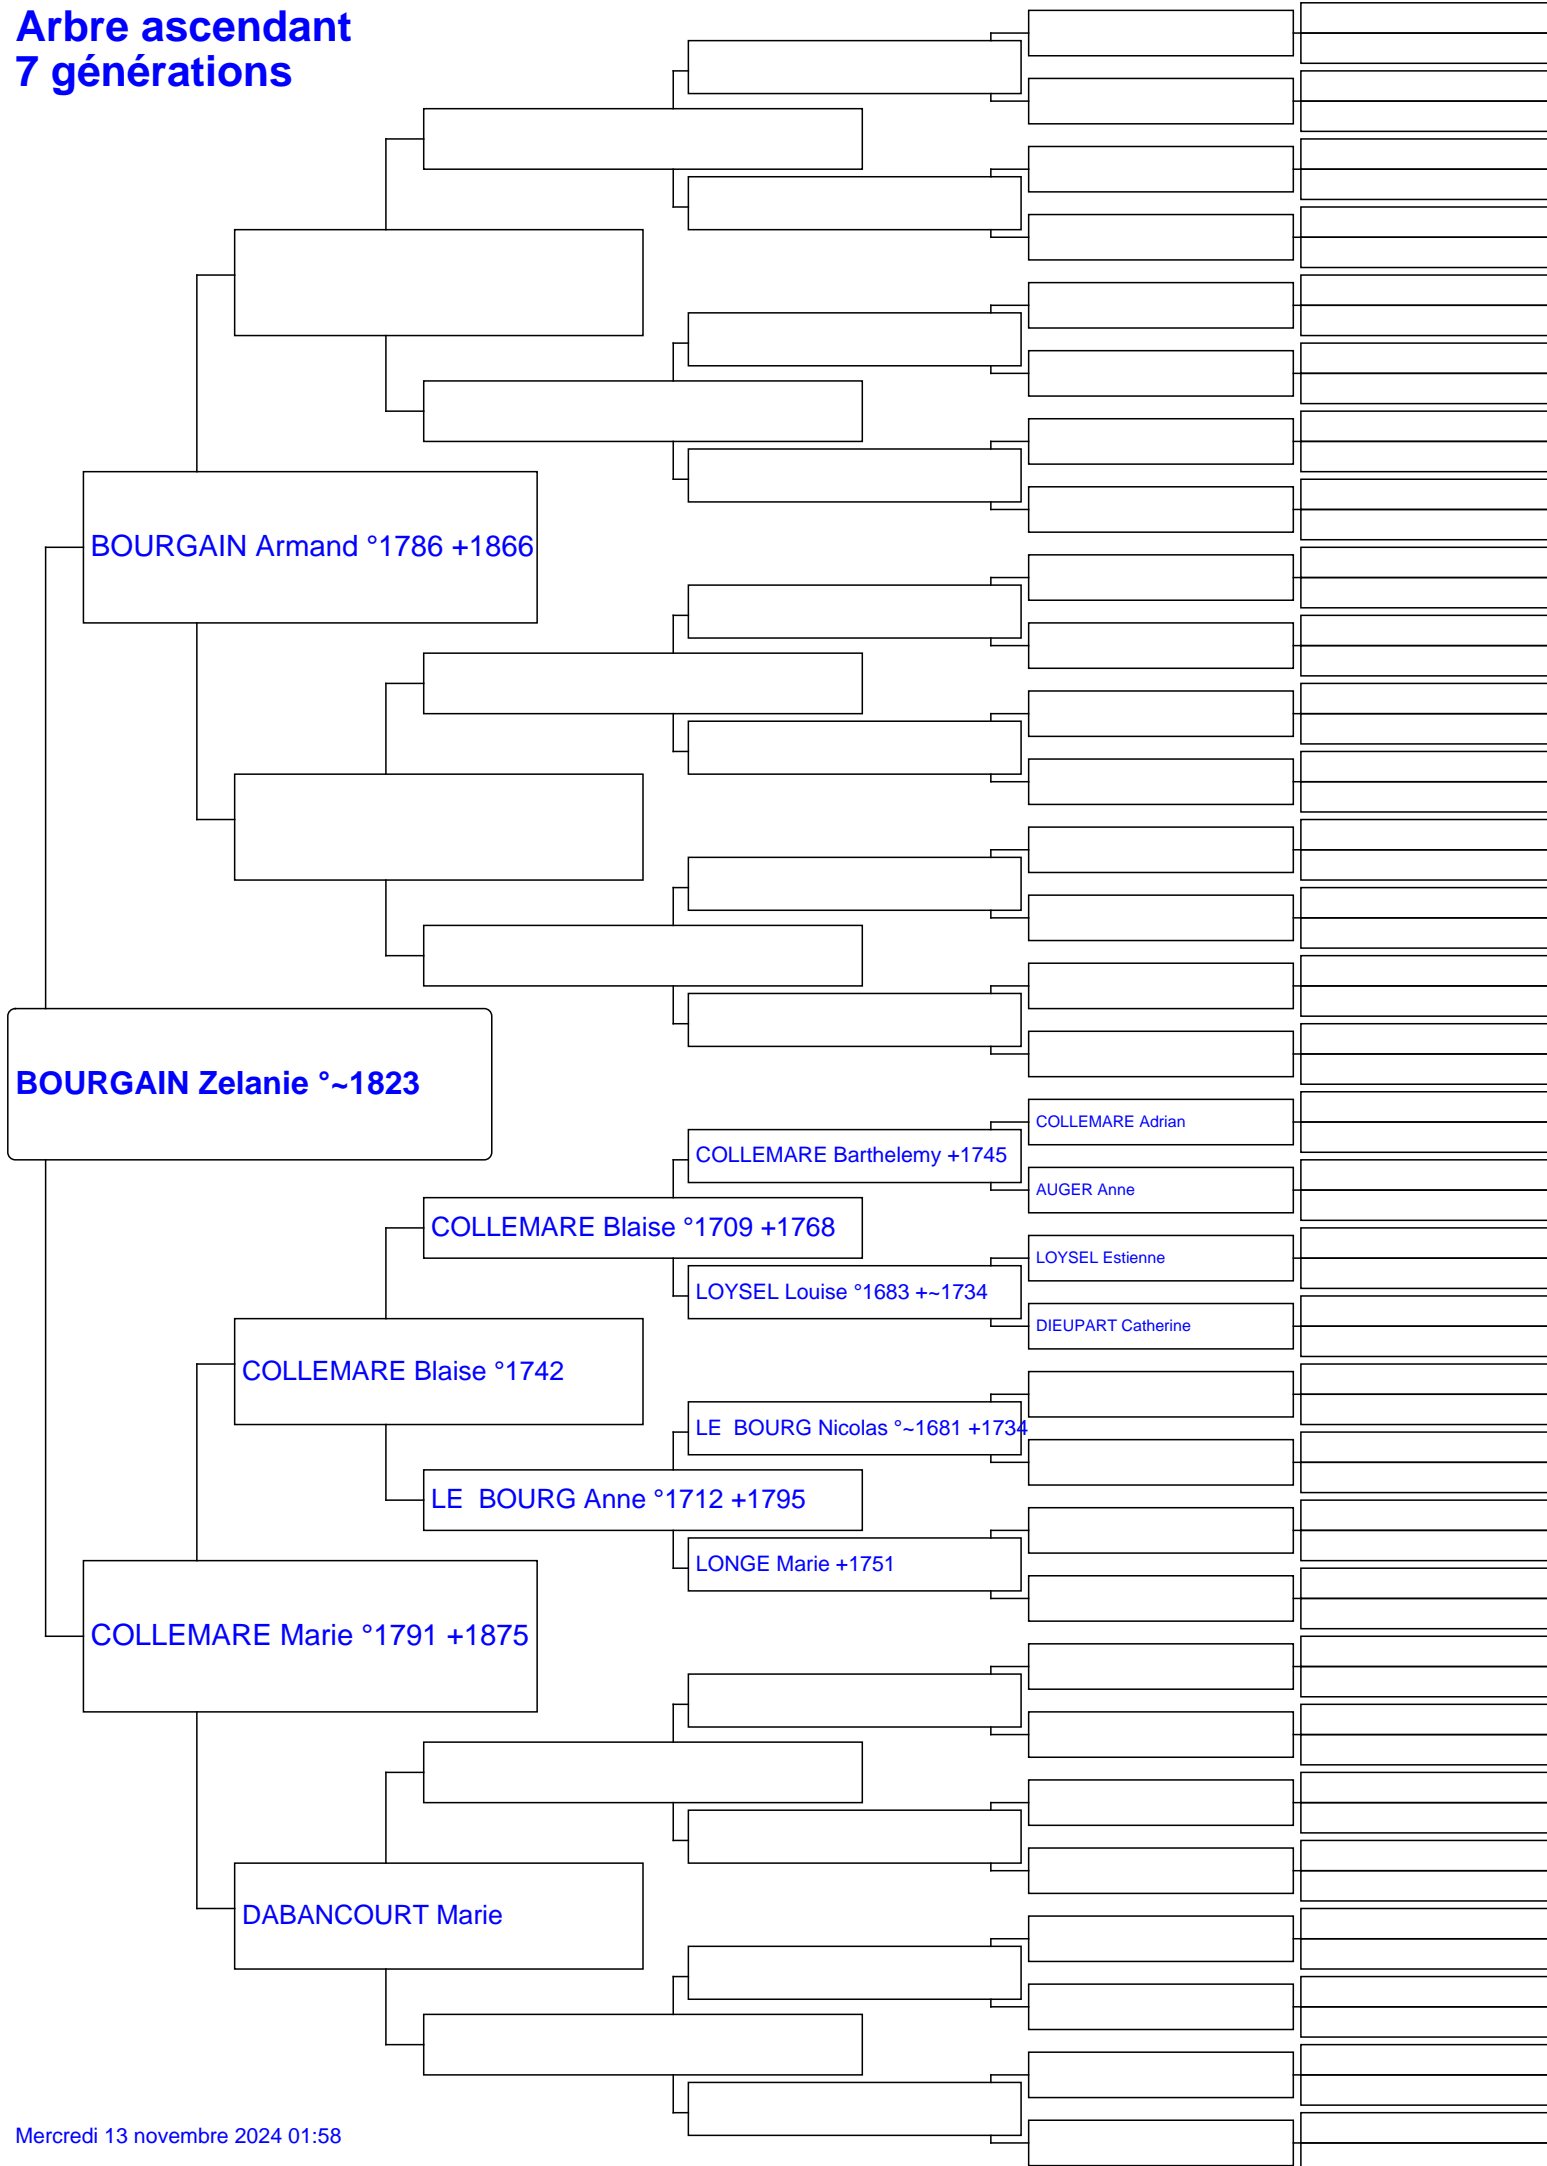 Arbre ascendant
7 générations
BOURGAIN Armand °1786 +1866
BOURGAIN Zelanie °~1823
COLLEMARE Adrian
COLLEMARE Barthelemy +1745
AUGER Anne
COLLEMARE Blaise °1709 +1768
LOYSEL Estienne
LOYSEL Louise °1683 +~1734
DIEUPART Catherine
COLLEMARE Blaise °1742
LE  BOURG Nicolas °~1681 +1734
LE  BOURG Anne °1712 +1795
LONGE Marie +1751
COLLEMARE Marie °1791 +1875
DABANCOURT Marie
Mercredi 13 novembre 2024 01:58